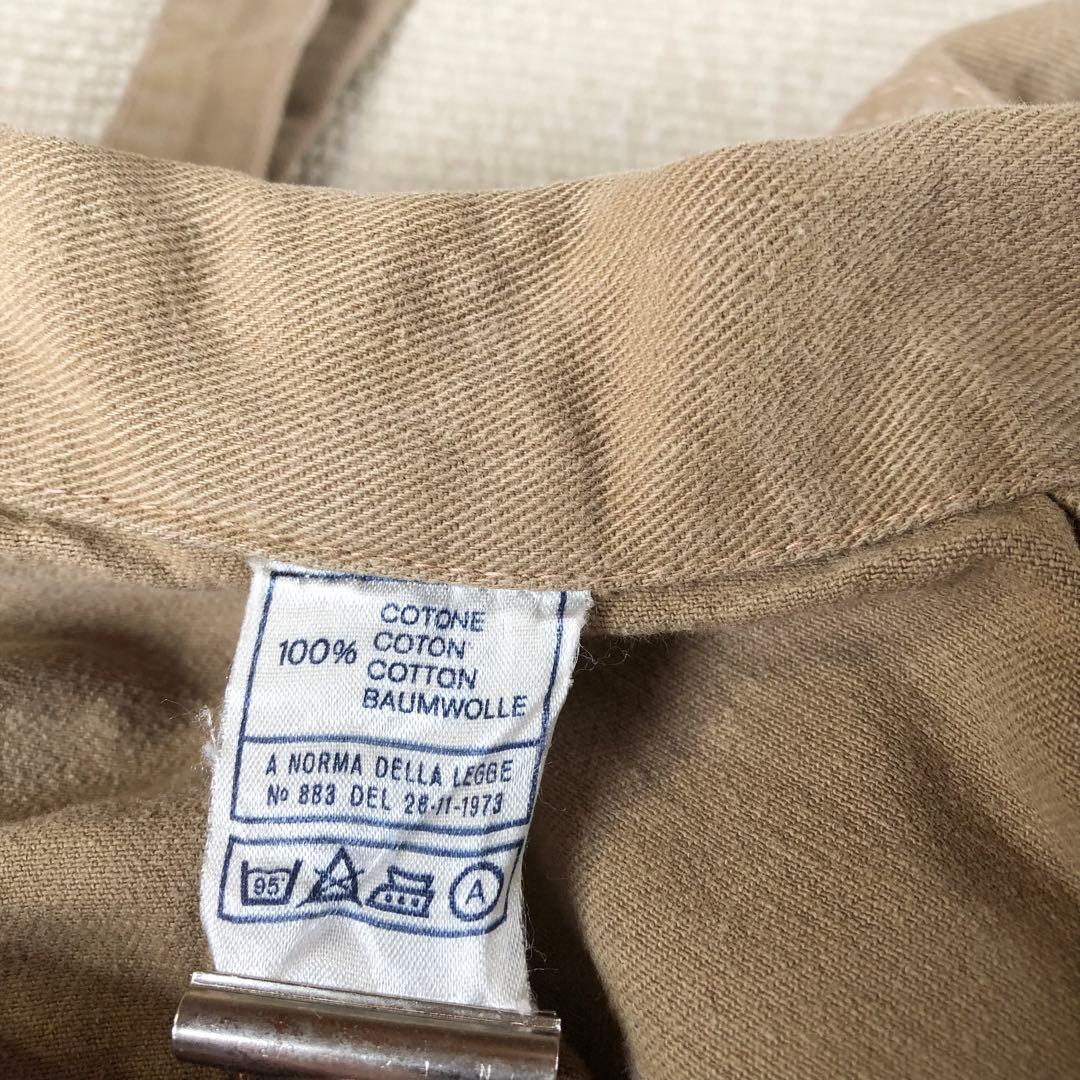 COTONE
100% COTON
COTTON
BAUMWOLLE
A NORMA DELLA LEGGE
No 883 DEL 26-11-1973
95 A